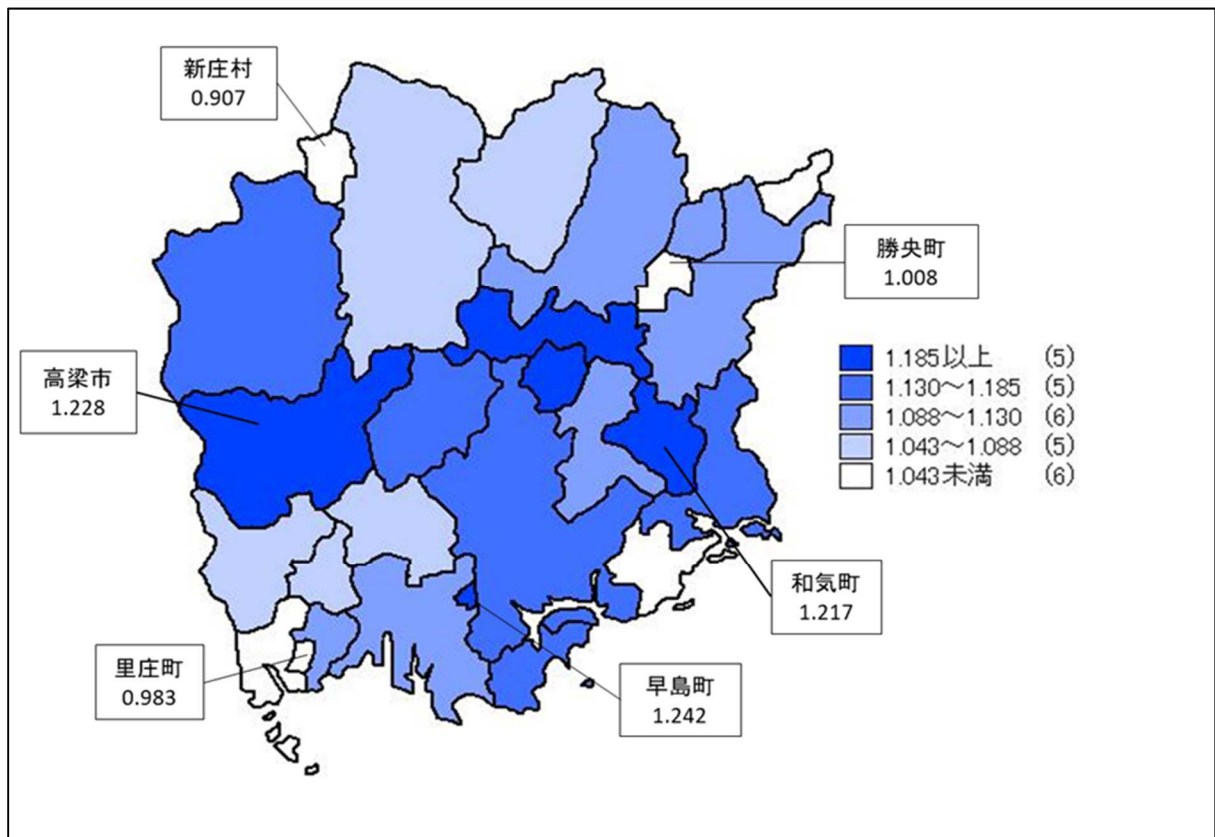 新庄村
0.907
勝央町
1.008
高梁市
1.228
1.185以上 (5)
1.130～1.185 (5)
1.088～1.130 (6)
1.043～1.088 (5)
1.043未満 (6)
和気町
1.217
里庄町
0.983
早島町
1.242